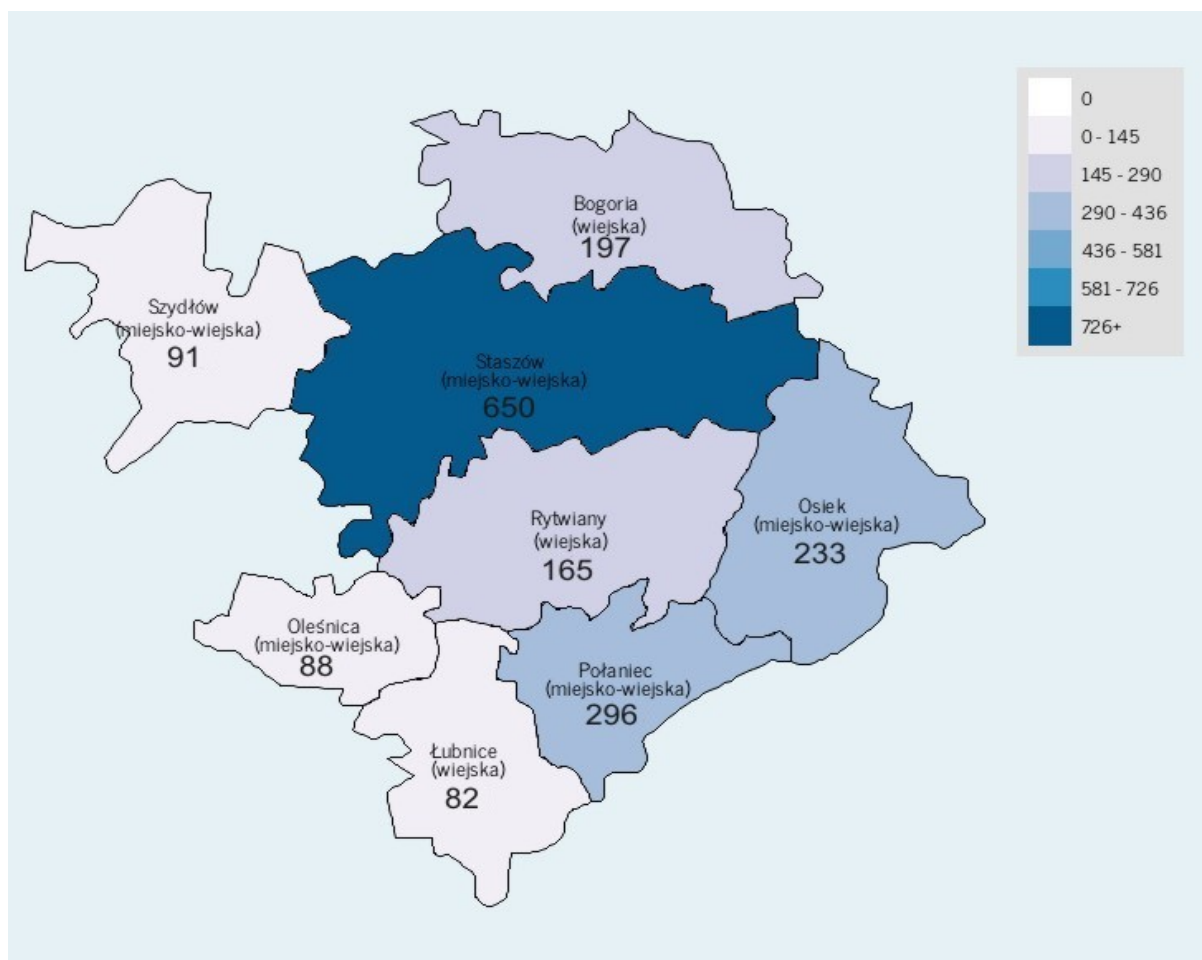 0
0 - 145
145 - 290
290 - 436
436 - 581
581 - 726
726+
Bogoria
(wiejska)
197
Szydłów
(miejsko-wiejska)
91
Staszów
(miejsko-wiejska)
650
Osiek
(miejsko-wiejska)
233
Rytwiany
(wiejska)
165
Oleśnica
(miejsko-wiejska)
88
Połaniec
(miejsko-wiejska)
296
Łubnice
(wiejska)
82